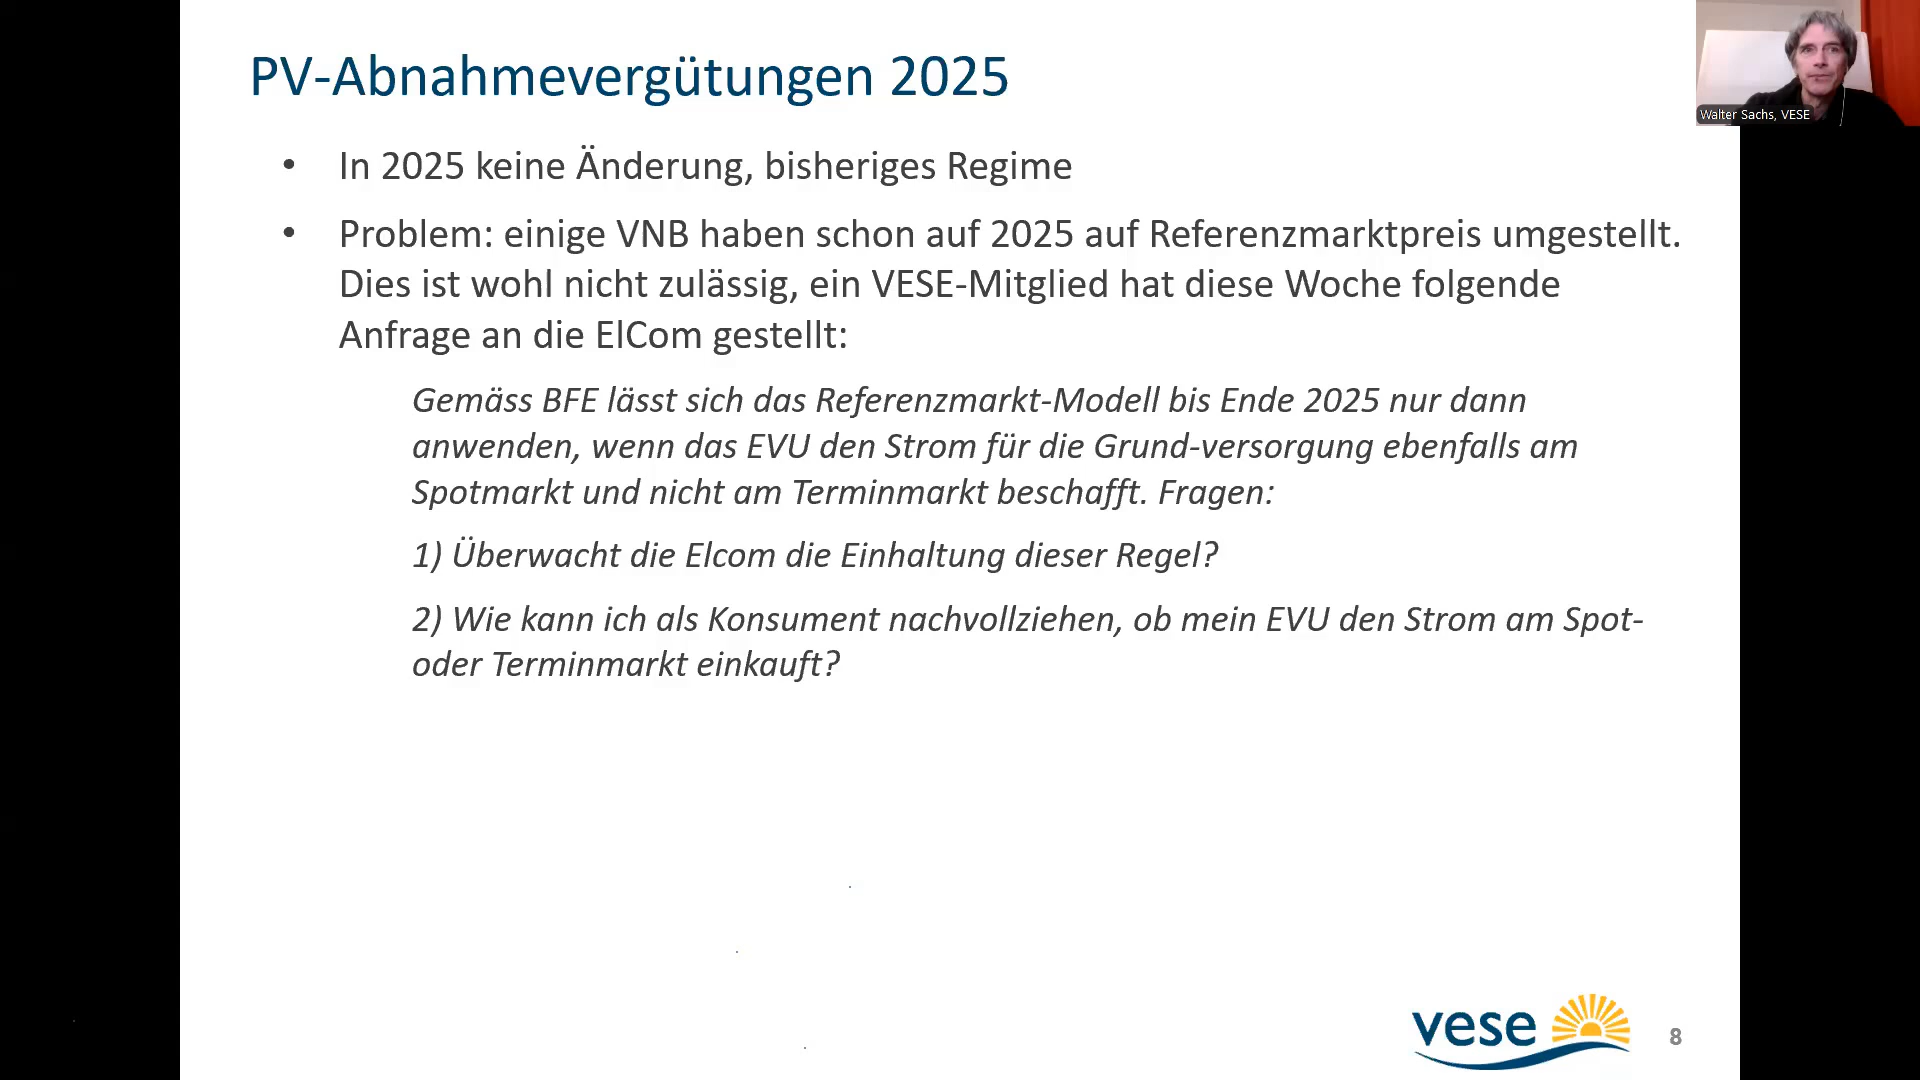 PV-Abnahmevergütungen 2025
Walter Sachs, VESE
• In 2025 keine Änderung, bisheriges Regime
• Problem: einige VNB haben schon auf 2025 auf Referenzmarktpreis umgestellt.
Dies ist wohl nicht zulässig, ein VESE-Mitglied hat diese Woche folgende
Anfrage an die ElCom gestellt:
Gemäss BFE lässt sich das Referenzmarkt-Modell bis Ende 2025 nur dann
anwenden, wenn das EVU den Strom für die Grund-versorgung ebenfalls am
Spotmarkt und nicht am Terminmarkt beschafft. Fragen:
1) Überwacht die Elcom die Einhaltung dieser Regel?
2) Wie kann ich als Konsument nachvollziehen, ob mein EVU den Strom am Spot-
oder Terminmarkt einkauft?
vese
8